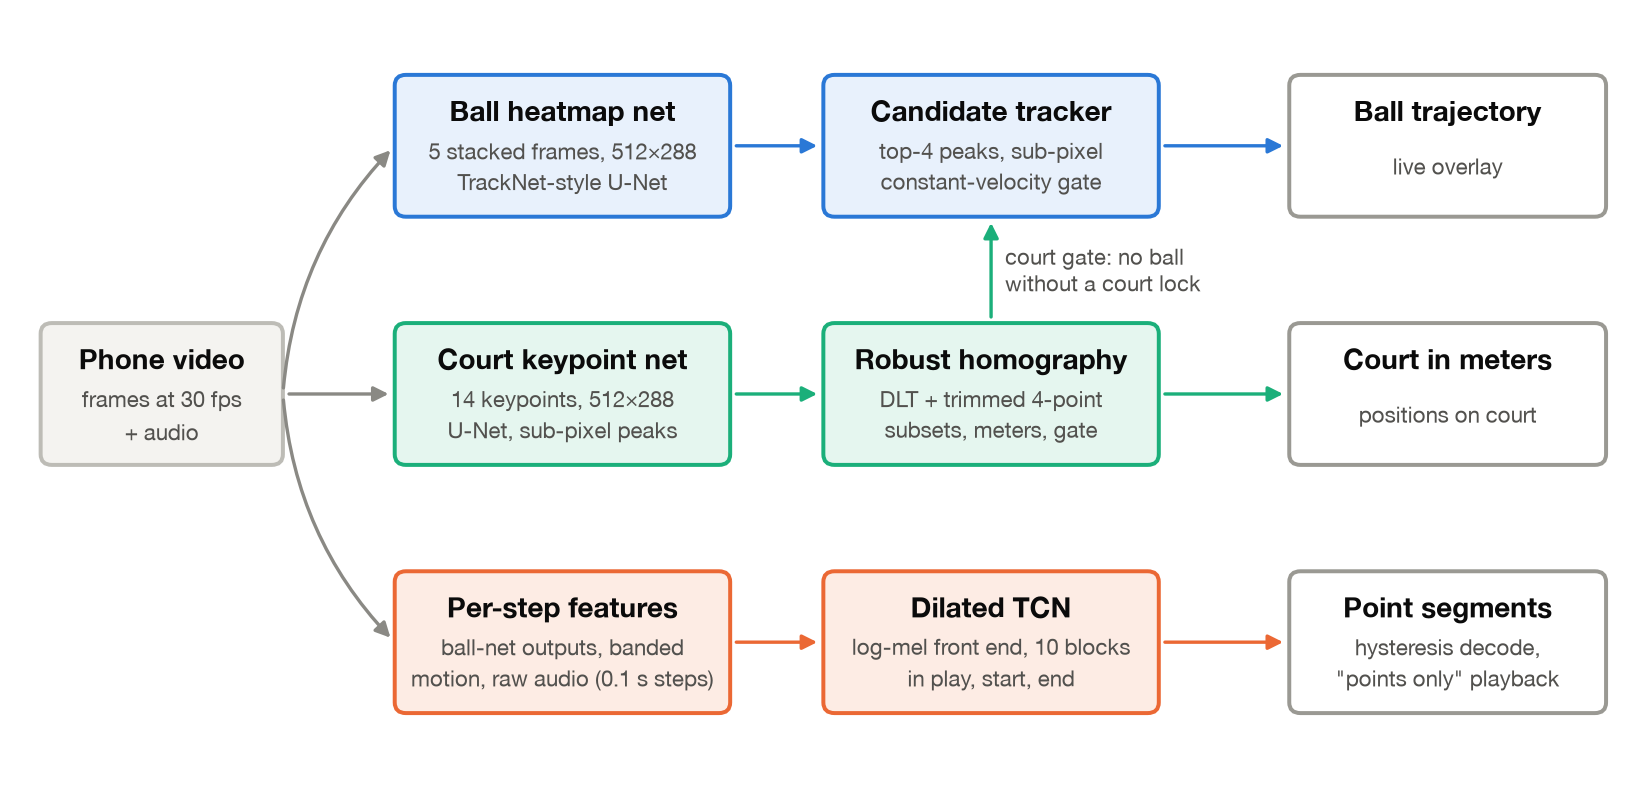 Ball heatmap net
5 stacked frames, 512×288
TrackNet-style U-Net
Candidate tracker
top-4 peaks, sub-pixel
constant-velocity gate
Ball trajectory
live overlay
court gate: no ball
without a court lock
Phone video
frames at 30 fps
+ audio
Court keypoint net
14 keypoints, 512×288
U-Net, sub-pixel peaks
Robust homography
DLT + trimmed 4-point
subsets, meters, gate
Court in meters
positions on court
Per-step features
ball-net outputs, banded
motion, raw audio (0.1 s steps)
Dilated TCN
log-mel front end, 10 blocks
in play, start, end
Point segments
hysteresis decode,
"points only" playback